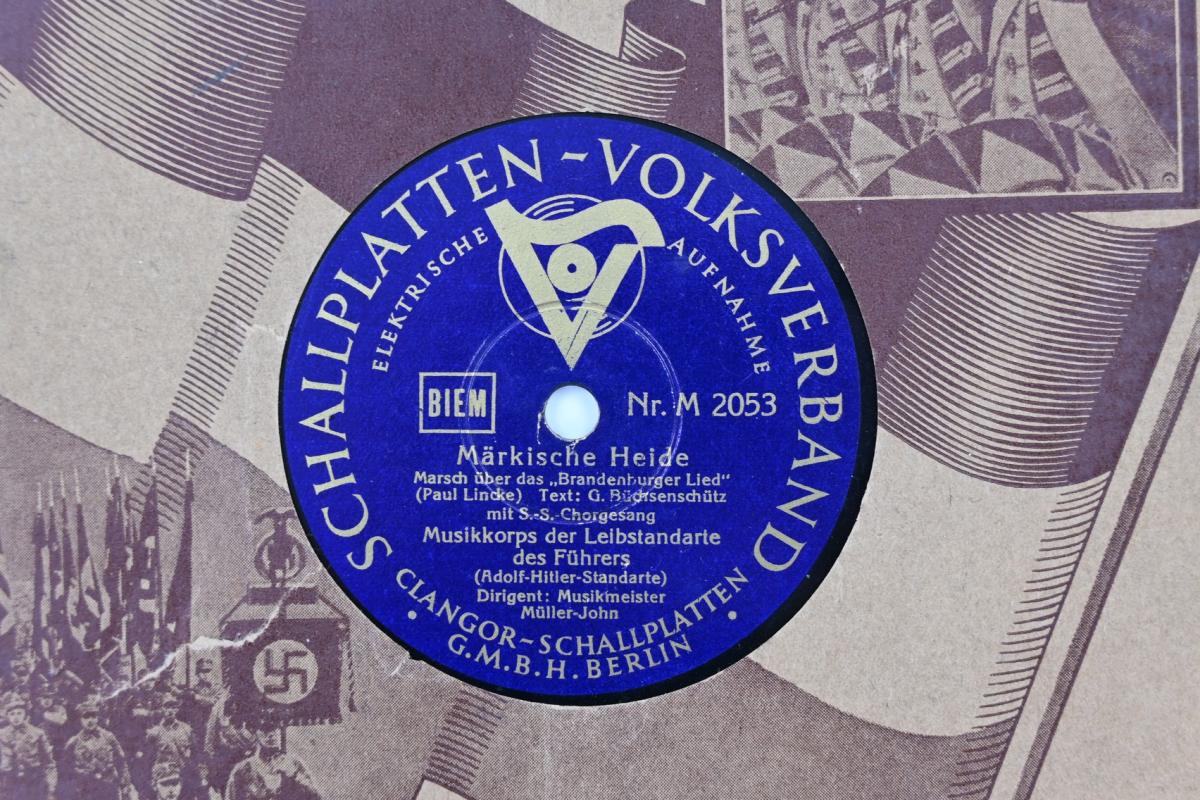 SCHALLPLATTEN-VOLKSVERBAND
ELEKTRISCHE AUFNAHME
BIEM
Nr. M 2053
Märkische Heide
Marsch über das „Brandenburger Lied"
(Paul Lincke) Text: G. Büchsenschütz
mit S.-S.-Chorgesang
Musikkorps der Leibstandarte
des Führers
(Adolf-Hitler-Standarte)
Dirigent: Musikmeister
Müller-John
• CLANGOR-SCHALLPLATTEN •
G.M.B.H. BERLIN